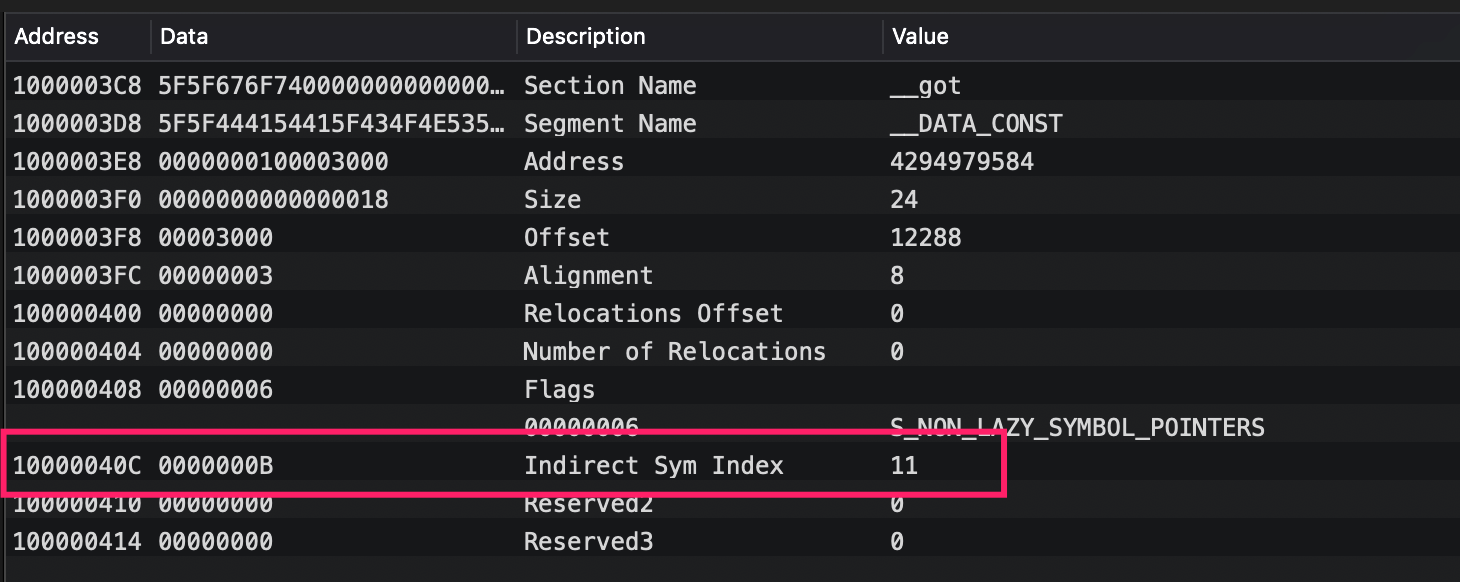 Address Data Description Value
1000003C8 5F5F676F740000000000000000… Section Name __got
1000003D8 5F5F444154415F434F4E535… Segment Name __DATA_CONST
1000003E8 0000000100003000 Address 4294979584
1000003F0 0000000000000018 Size 24
1000003F8 00003000 Offset 12288
1000003FC 00000003 Alignment 8
100000400 00000000 Relocations Offset 0
100000404 00000000 Number of Relocations 0
100000408 00000006 Flags
00000006 S_NON_LAZY_SYMBOL_POINTERS
10000040C 0000000B Indirect Sym Index 11
100000410 00000000 Reserved2 0
100000414 00000000 Reserved3 0